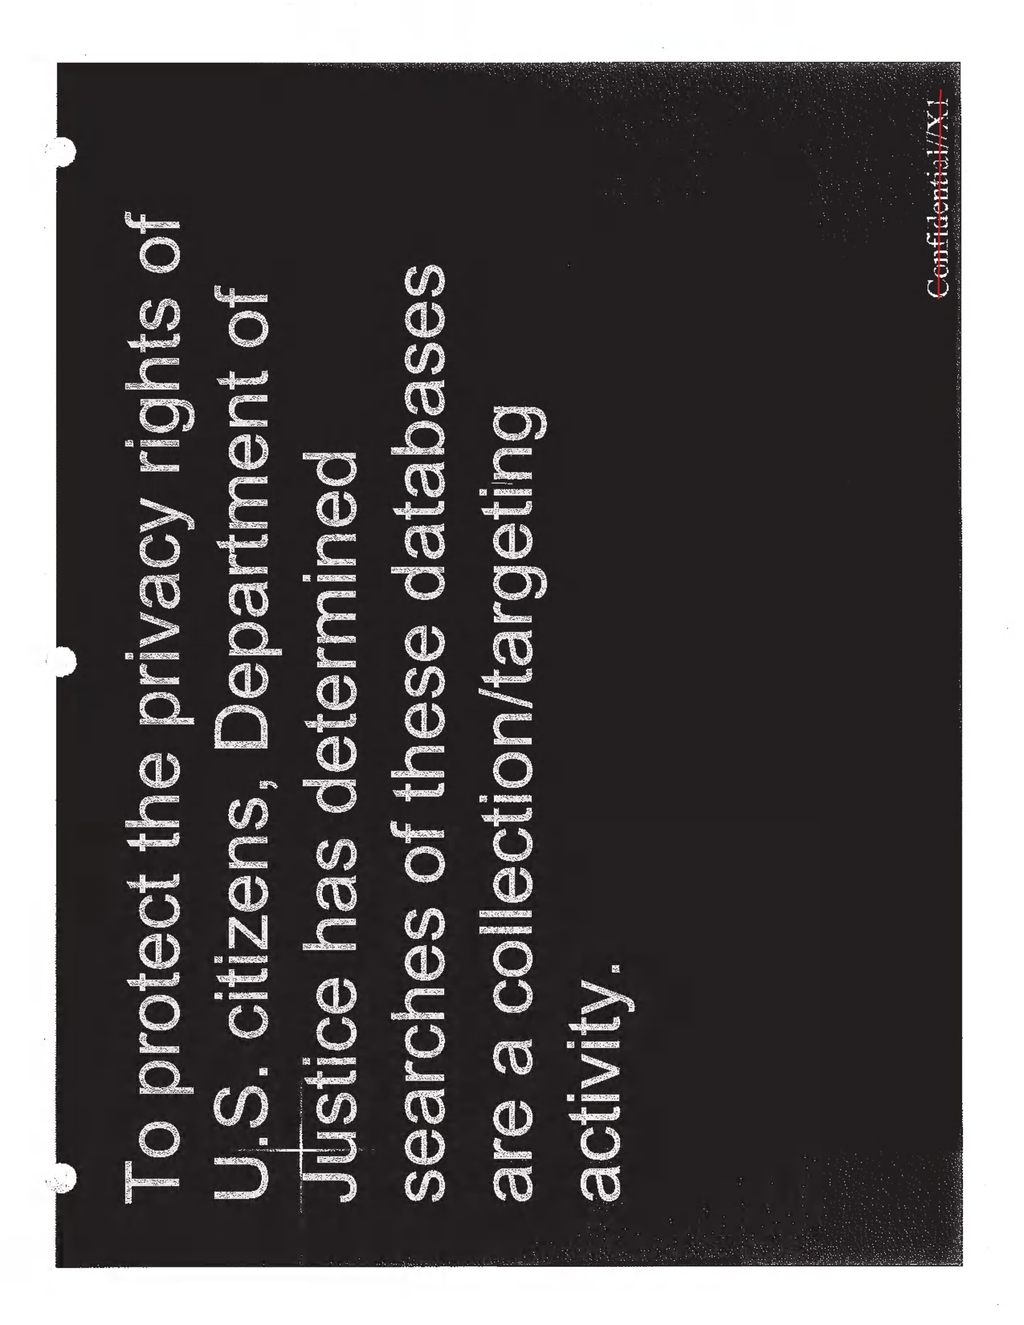 To protect the privacy rights of
U.S. citizens, Department of
Justice has determined
searches of these databases
are a collection/targeting
activity.
Confidential//X1